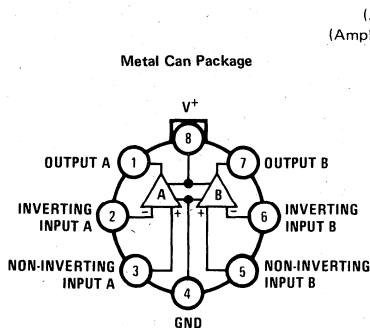 (Amp
Metal Can Package
V+
8
OUTPUT A 1 7 OUTPUT B
A B
INVERTING INPUT A 2 − + + − 6 INVERTING INPUT B
NON-INVERTING INPUT A 3 5 NON-INVERTING INPUT B
4
GND